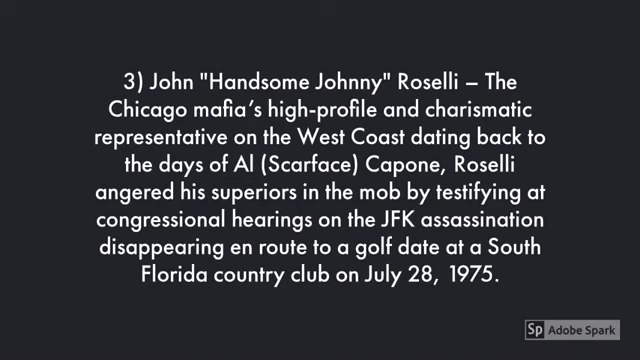 3) John "Handsome Johnny" Roselli – The
Chicago mafia's high-profile and charismatic
representative on the West Coast dating back to
the days of Al (Scarface) Capone, Roselli
angered his superiors in the mob by testifying at
congressional hearings on the JFK assassination
disappearing en route to a golf date at a South
Florida country club on July 28, 1975.
Sp Adobe Spark